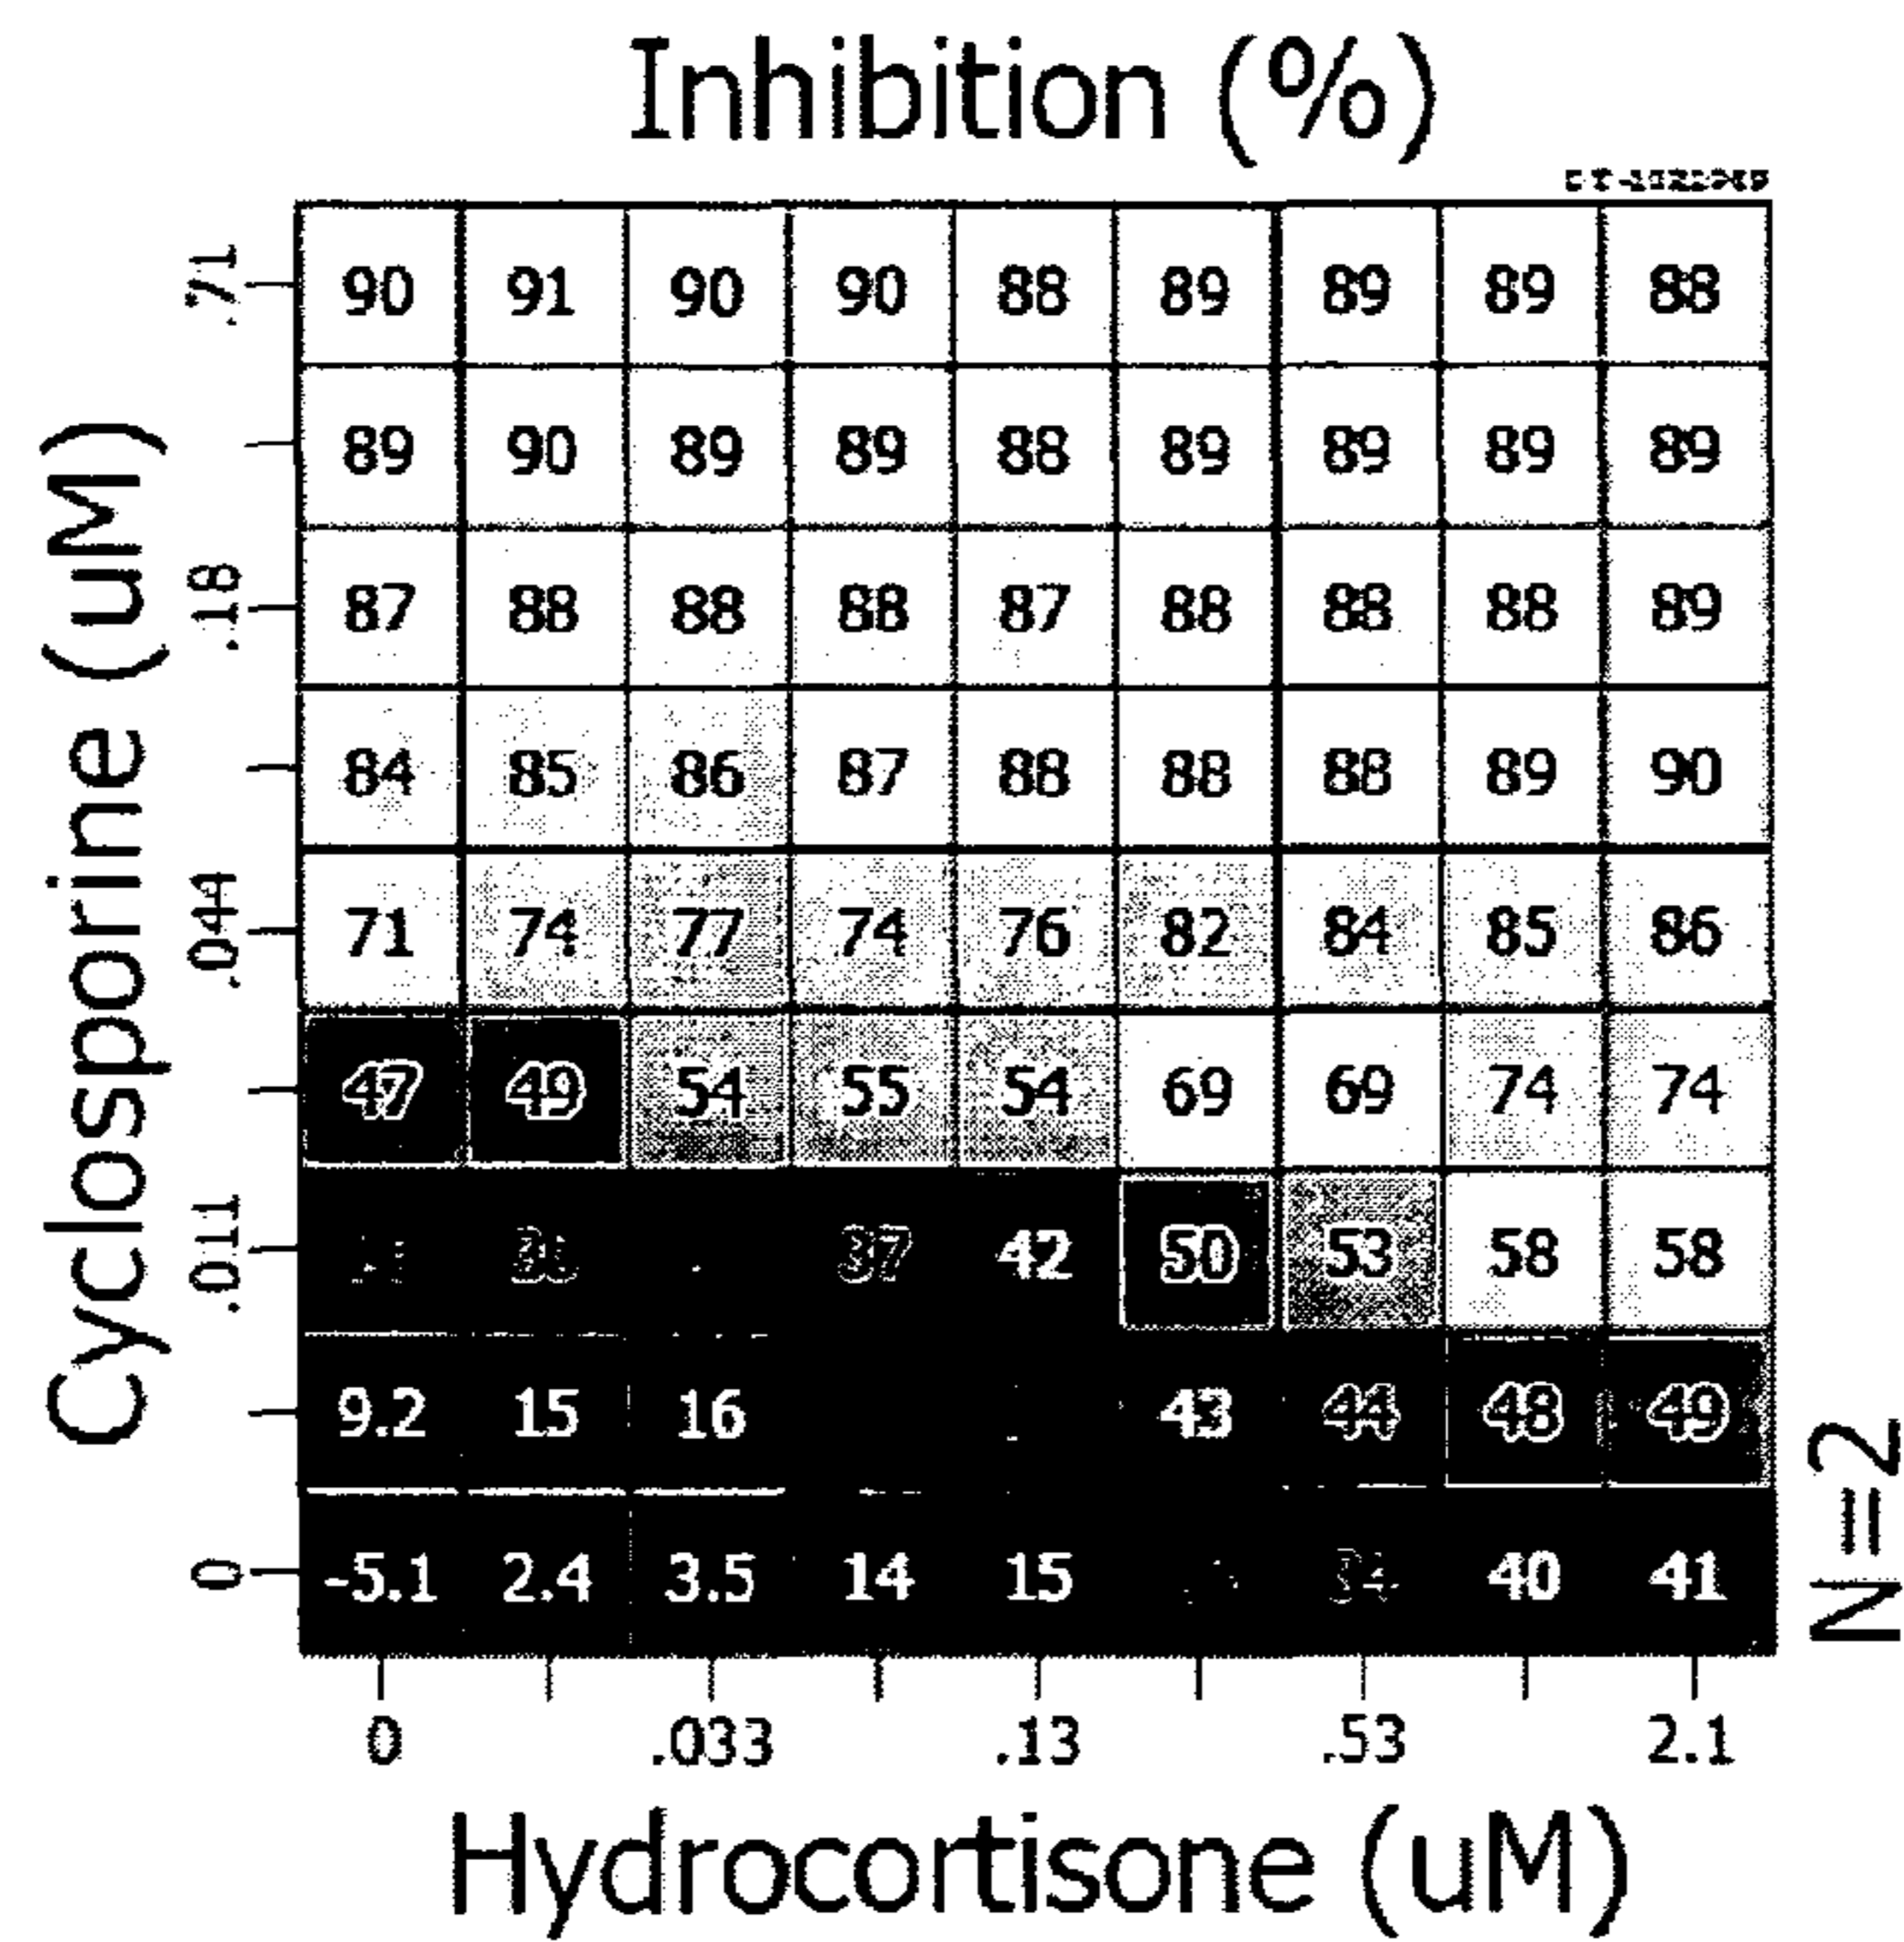 Inhibition (%)
.71 90 91 90 90 88 89 89 89 88
89 90 89 89 88 89 89 89 89
.18 87 88 88 88 87 88 88 88 89
84 85 86 87 88 88 88 89 90
.044 71 74 77 74 76 82 84 85 86
47 49 54 55 54 69 69 74 74
.011 37 42 50 53 58 58
9.2 15 16 43 44 48 49
0 -5.1 2.4 3.5 14 15 34 40 41
0 .033 .13 .53 2.1
Hydrocortisone (uM)
Cyclosporine (uM)
N=2